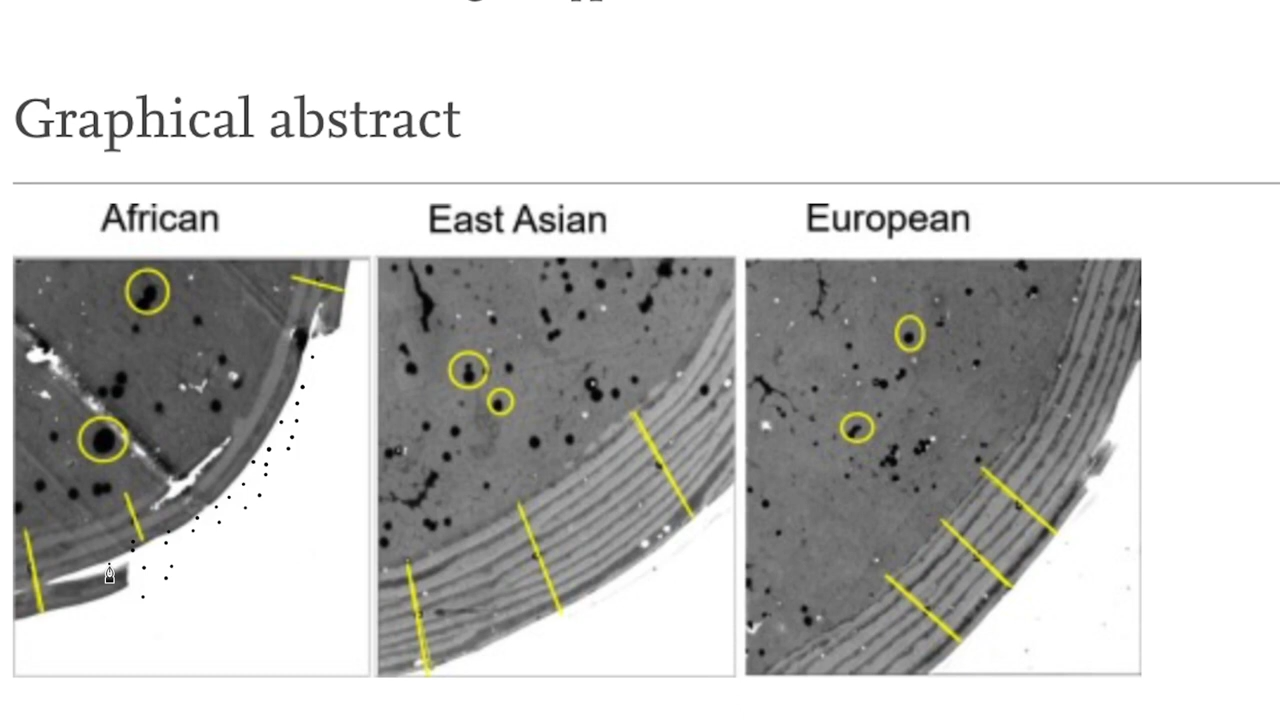 Graphical abstract
African
East Asian
European